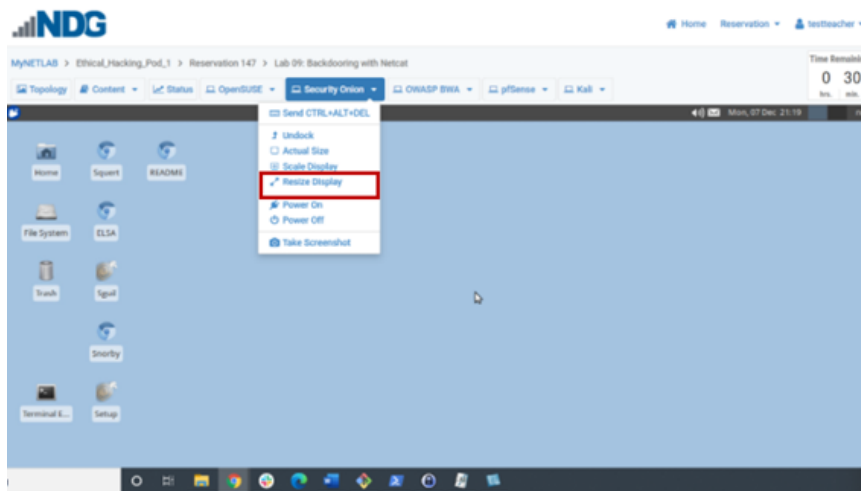 NDG
Home Reservation testteacher
MyNETLAB > Ethical_Hacking_Pod_1 > Reservation 147 > Lab 09: Backdooring with Netcat
Time Remaining
0 30
hrs. min.
Topology Content Status OpenSUSE Security Onion OWASP BWA pfSense Kali
Send CTRL+ALT+DEL
Undock
Actual Size
Scale Display
Resize Display
Power On
Power Off
Take Screenshot
Mon, 07 Dec 21:19
Home Squert README
File System ELSA
Trash Sguil
Snorby
Terminal E... Setup